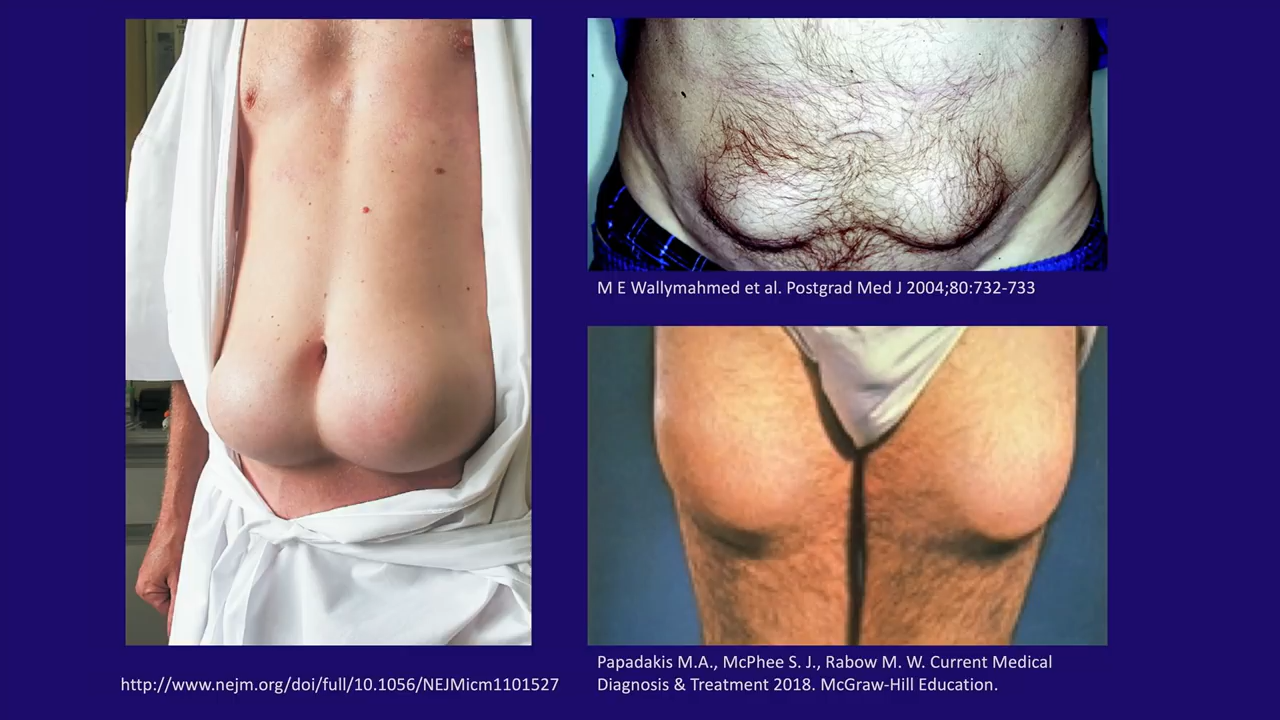 M E Wallymahmed et al. Postgrad Med J 2004;80:732-733
Papadakis M.A., McPhee S. J., Rabow M. W. Current Medical
Diagnosis & Treatment 2018. McGraw-Hill Education.
http://www.nejm.org/doi/full/10.1056/NEJMicm1101527